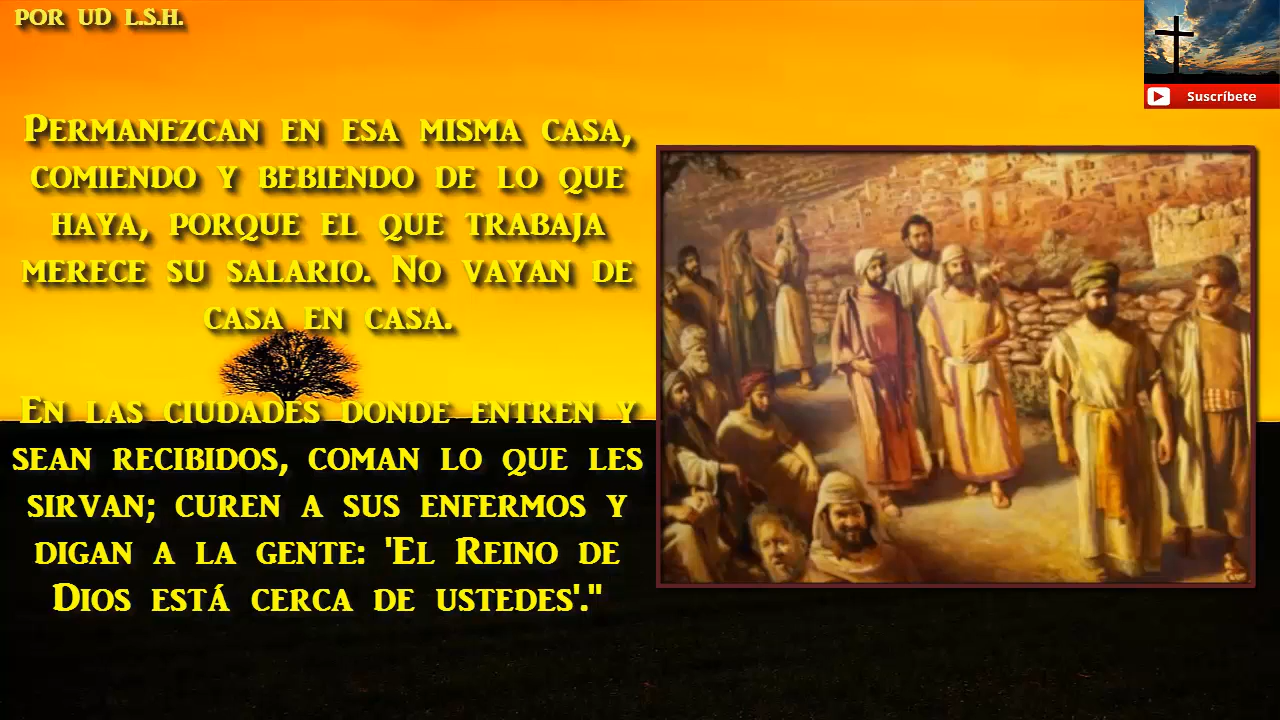 POR UD L.S.H.
Suscríbete
Permanezcan en esa misma casa,
comiendo y bebiendo de lo que
haya, porque el que trabaja
merece su salario. No vayan de
casa en casa.
En las ciudades donde entren y
sean recibidos, coman lo que les
sirvan; curen a sus enfermos y
digan a la gente: 'El Reino de
Dios está cerca de ustedes'."